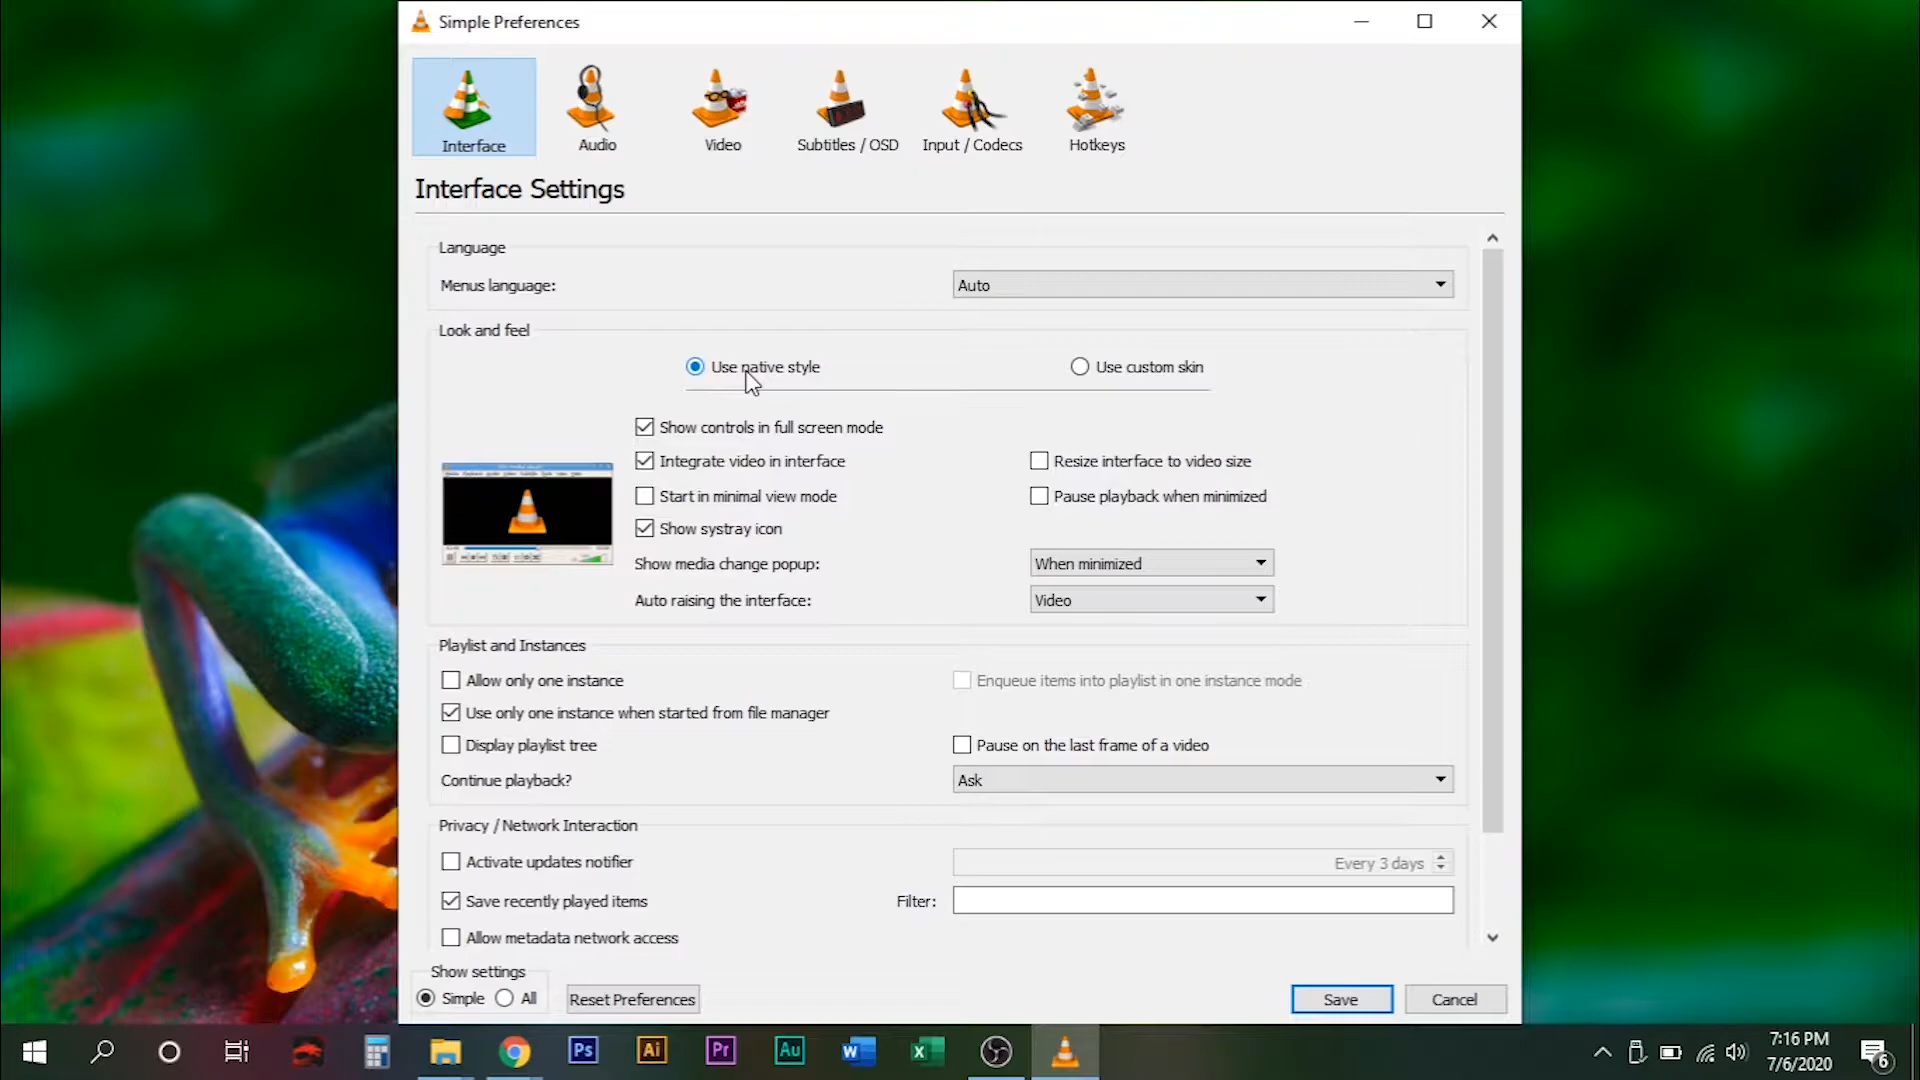 Simple Preferences
Interface
Audio
Video
Subtitles / OSD
Input / Codecs
Hotkeys
Interface Settings
Language
Menus language:
Auto
Look and feel
Use native style
Use custom skin
Show controls in full screen mode
Integrate video in interface
Resize interface to video size
Start in minimal view mode
Pause playback when minimized
Show systray icon
Show media change popup:
When minimized
Auto raising the interface:
Video
Playlist and Instances
Allow only one instance
Enqueue items into playlist in one instance mode
Use only one instance when started from file manager
Display playlist tree
Pause on the last frame of a video
Continue playback?
Ask
Privacy / Network Interaction
Activate updates notifier
Every 3 days
Save recently played items
Filter:
Allow metadata network access
Show settings
Simple
All
Reset Preferences
Save
Cancel
Ps
Ai
Pr
Au
W
X
7:16 PM
7/6/2020
6